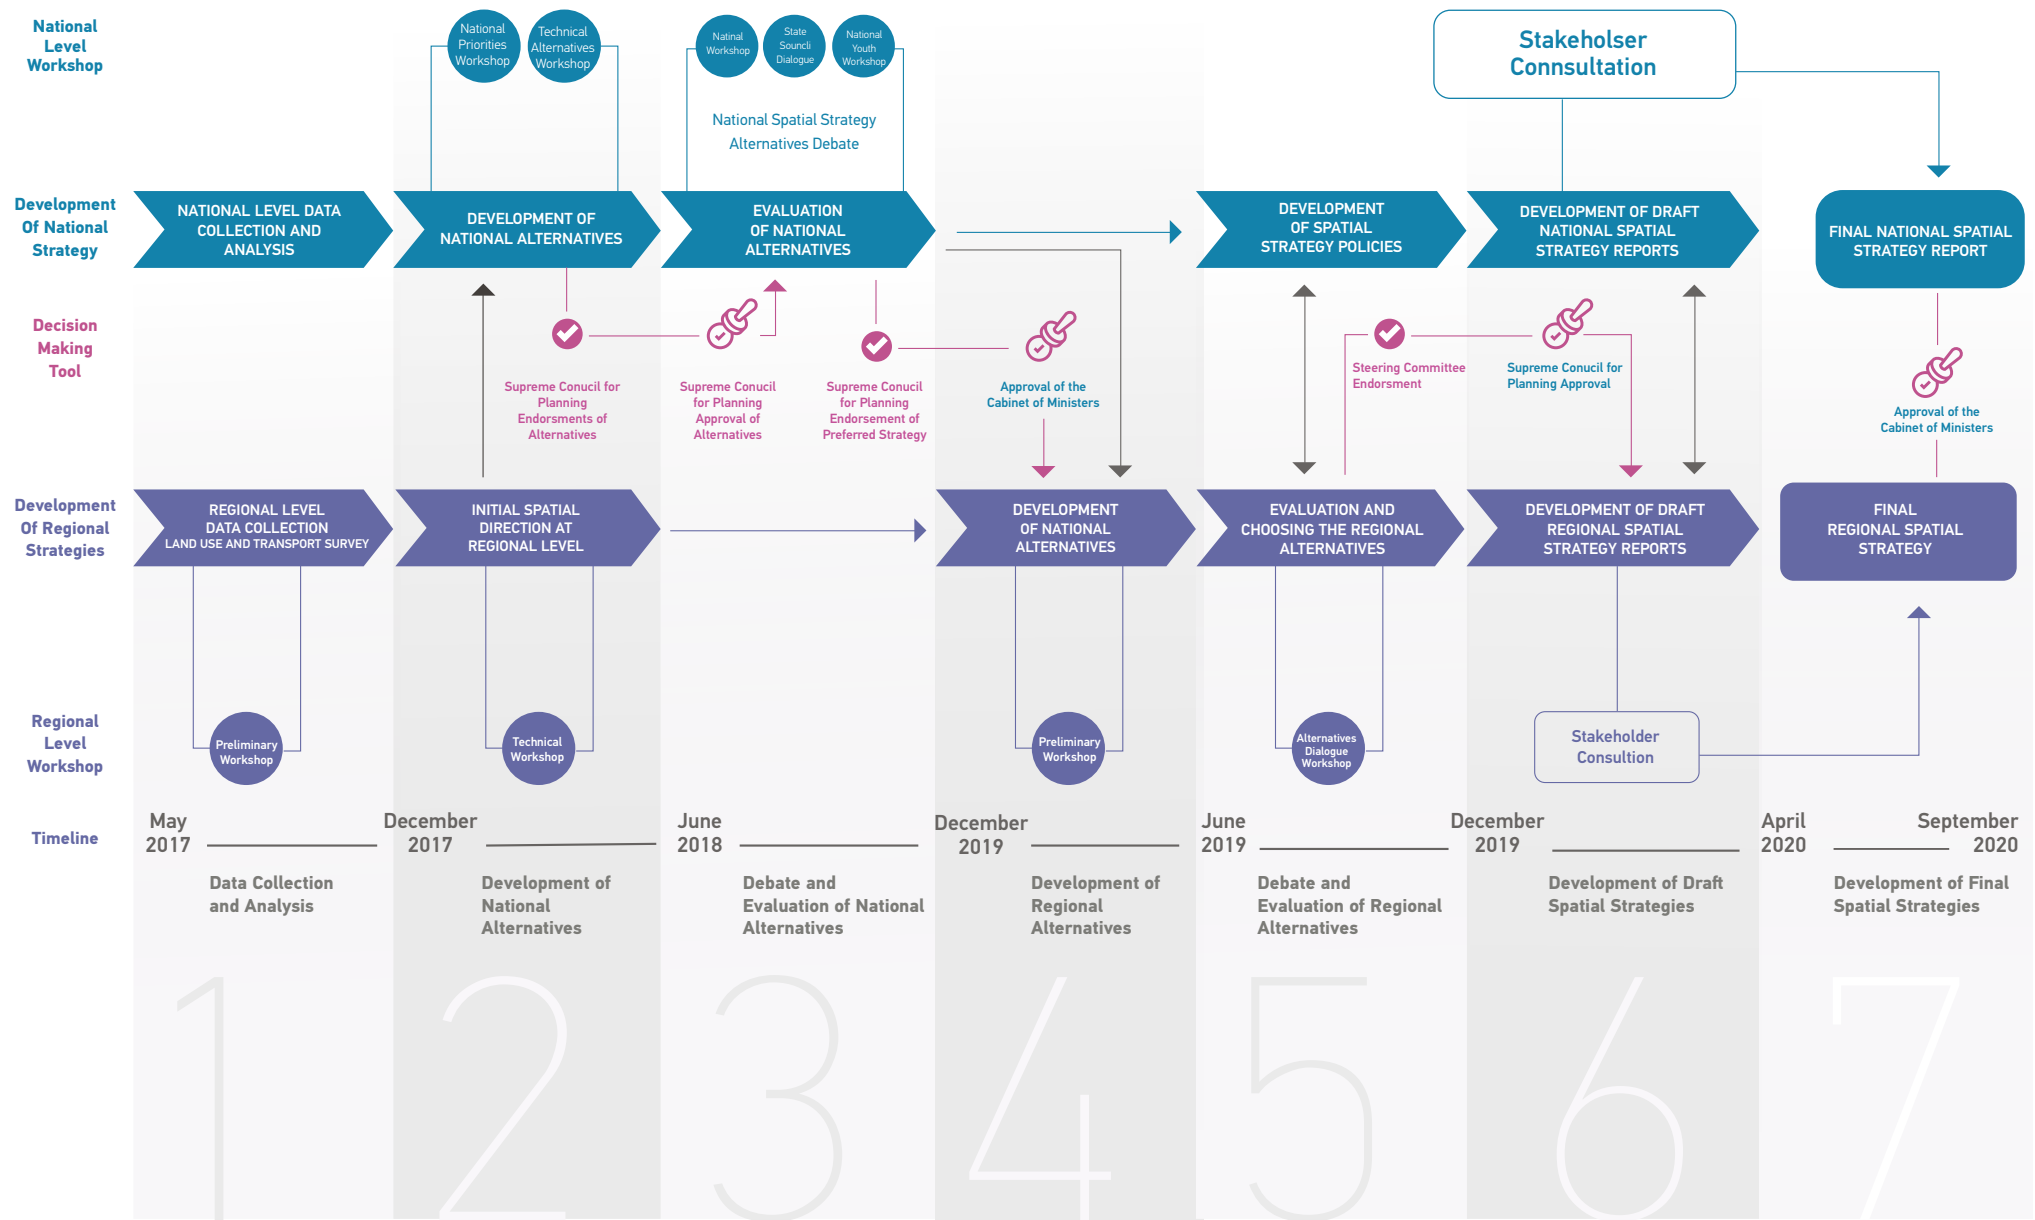 National
Level
Workshop
National
Priorities
Workshop
Technical
Alternatives
Workshop
Natinal
Workshop
State
Souncli
Dialogue
National
Youth
Workshop
National Spatial Strategy
Alternatives Debate
Stakeholser
Connsultation
Development
Of National
Strategy
NATIONAL LEVEL DATA
COLLECTION AND
ANALYSIS
DEVELOPMENT OF
NATIONAL ALTERNATIVES
EVALUATION
OF NATIONAL
ALTERNATIVES
DEVELOPMENT
OF SPATIAL
STRATEGY POLICIES
DEVELOPMENT OF DRAFT
NATIONAL SPATIAL
STRATEGY REPORTS
FINAL NATIONAL SPATIAL
STRATEGY REPORT
Decision
Making
Tool
Supreme Conucil for
Planning
Endorsments of
Alternatives
Supreme Conucil
for Planning
Approval of
Alternatives
Supreme Conucil
for Planning
Endorsement of
Preferred Strategy
Approval of the
Cabinet of Ministers
Steering Committee
Endorsment
Supreme Conucil for
Planning Approval
Approval of the
Cabinet of Ministers
Development
Of Regional
Strategies
REGIONAL LEVEL
DATA COLLECTION
LAND USE AND TRANSPORT SURVEY
INITIAL SPATIAL
DIRECTION AT
REGIONAL LEVEL
DEVELOPMENT
OF NATIONAL
ALTERNATIVES
EVALUATION AND
CHOOSING THE REGIONAL
ALTERNATIVES
DEVELOPMENT OF DRAFT
REGIONAL SPATIAL
STRATEGY REPORTS
FINAL
REGIONAL SPATIAL
STRATEGY
Regional
Level
Workshop
Preliminary
Workshop
Technical
Workshop
Preliminary
Workshop
Alternatives
Dialogue
Workshop
Stakeholder
Consultion
Timeline
May
2017
December
2017
June
2018
December
2019
June
2019
December
2019
April
2020
September
2020
Data Collection
and Analysis
Development of
National
Alternatives
Debate and
Evaluation of National
Alternatives
Development of
Regional
Alternatives
Debate and
Evaluation of Regional
Alternatives
Development of Draft
Spatial Strategies
Development of Final
Spatial Strategies
1
2
3
4
5
6
7